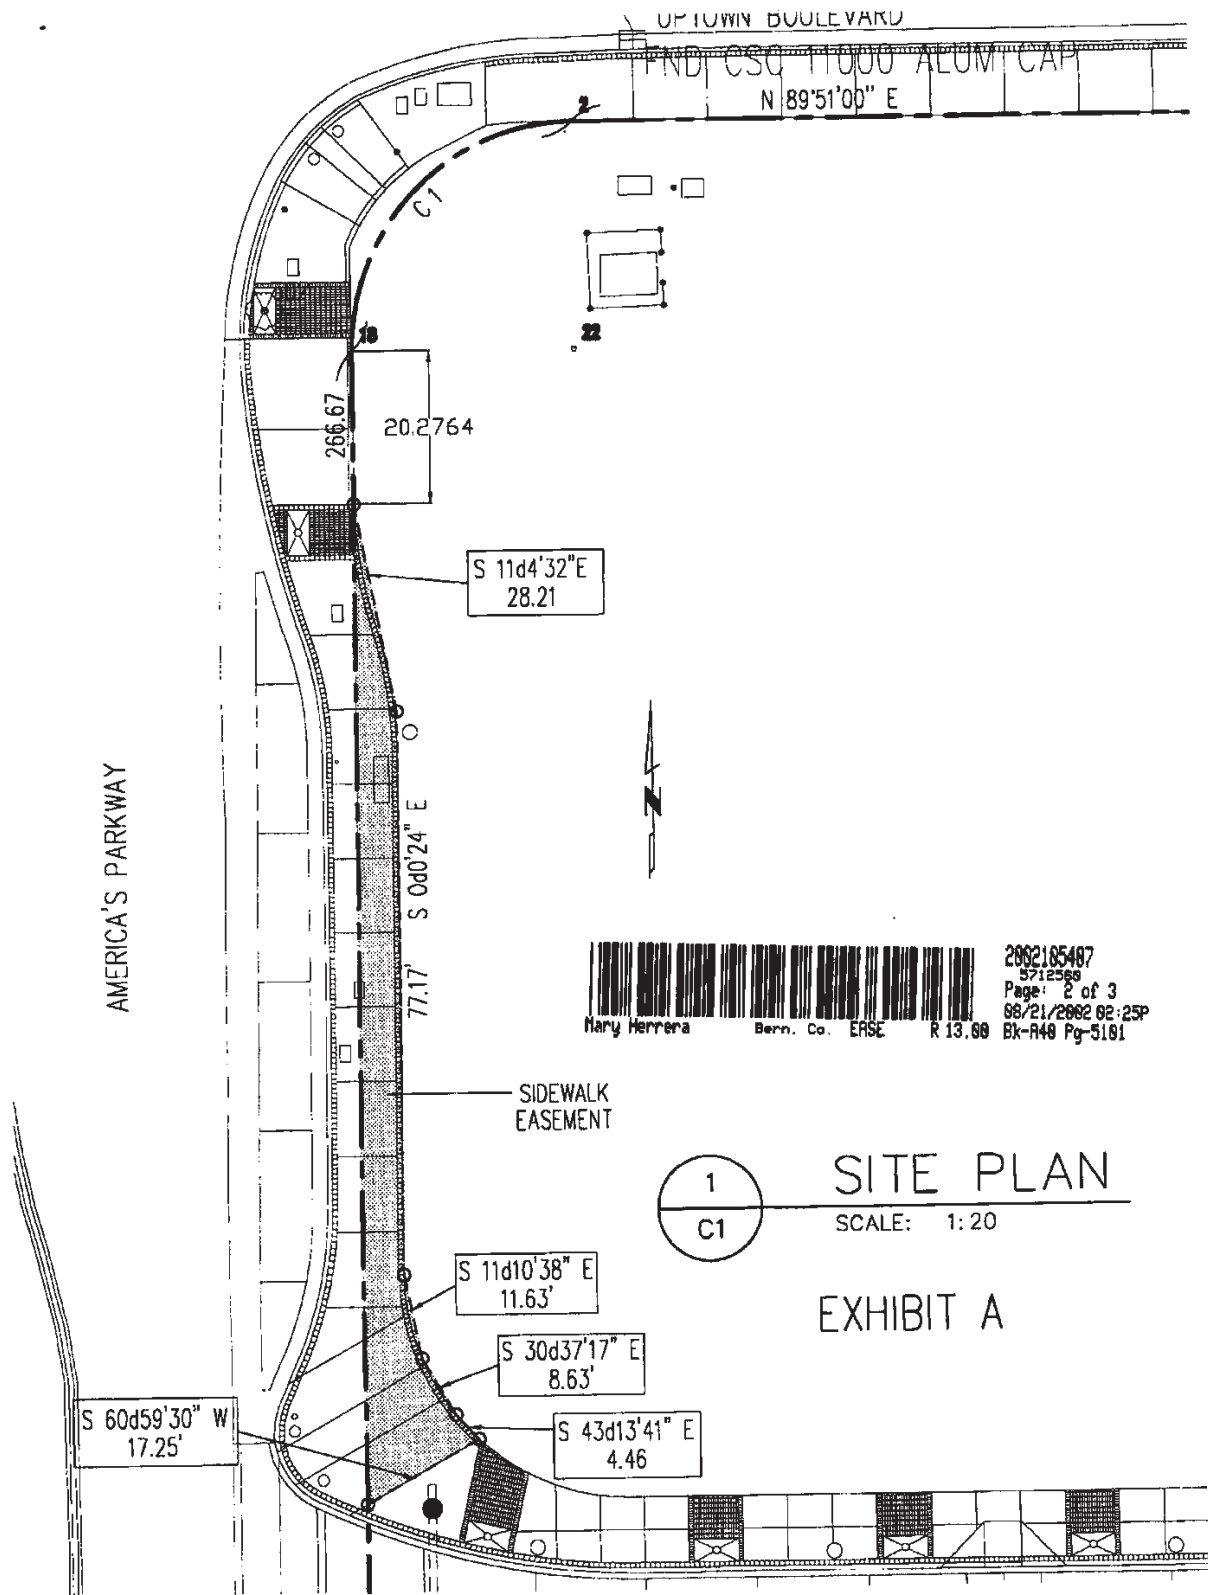 UPTOWN BOULEVARD
FND CSC 11000 ALUM CAP
N 89°51'00" E
2
C1
18
22
266.67
20.2764
S 11d4'32"E
28.21
AMERICA'S PARKWAY
S 0d0'24" E
77.17'
N
2002105407
5712560
Page: 2 of 3
08/21/2002 02:25P
Mary Herrera Bern. Co. EASE R 13.00 Bk-A40 Pg-5101
SIDEWALK
EASEMENT
1
C1
SITE PLAN
SCALE: 1:20
EXHIBIT A
S 11d10'38" E
11.63'
S 30d37'17" E
8.63'
S 60d59'30" W
17.25'
S 43d13'41" E
4.46